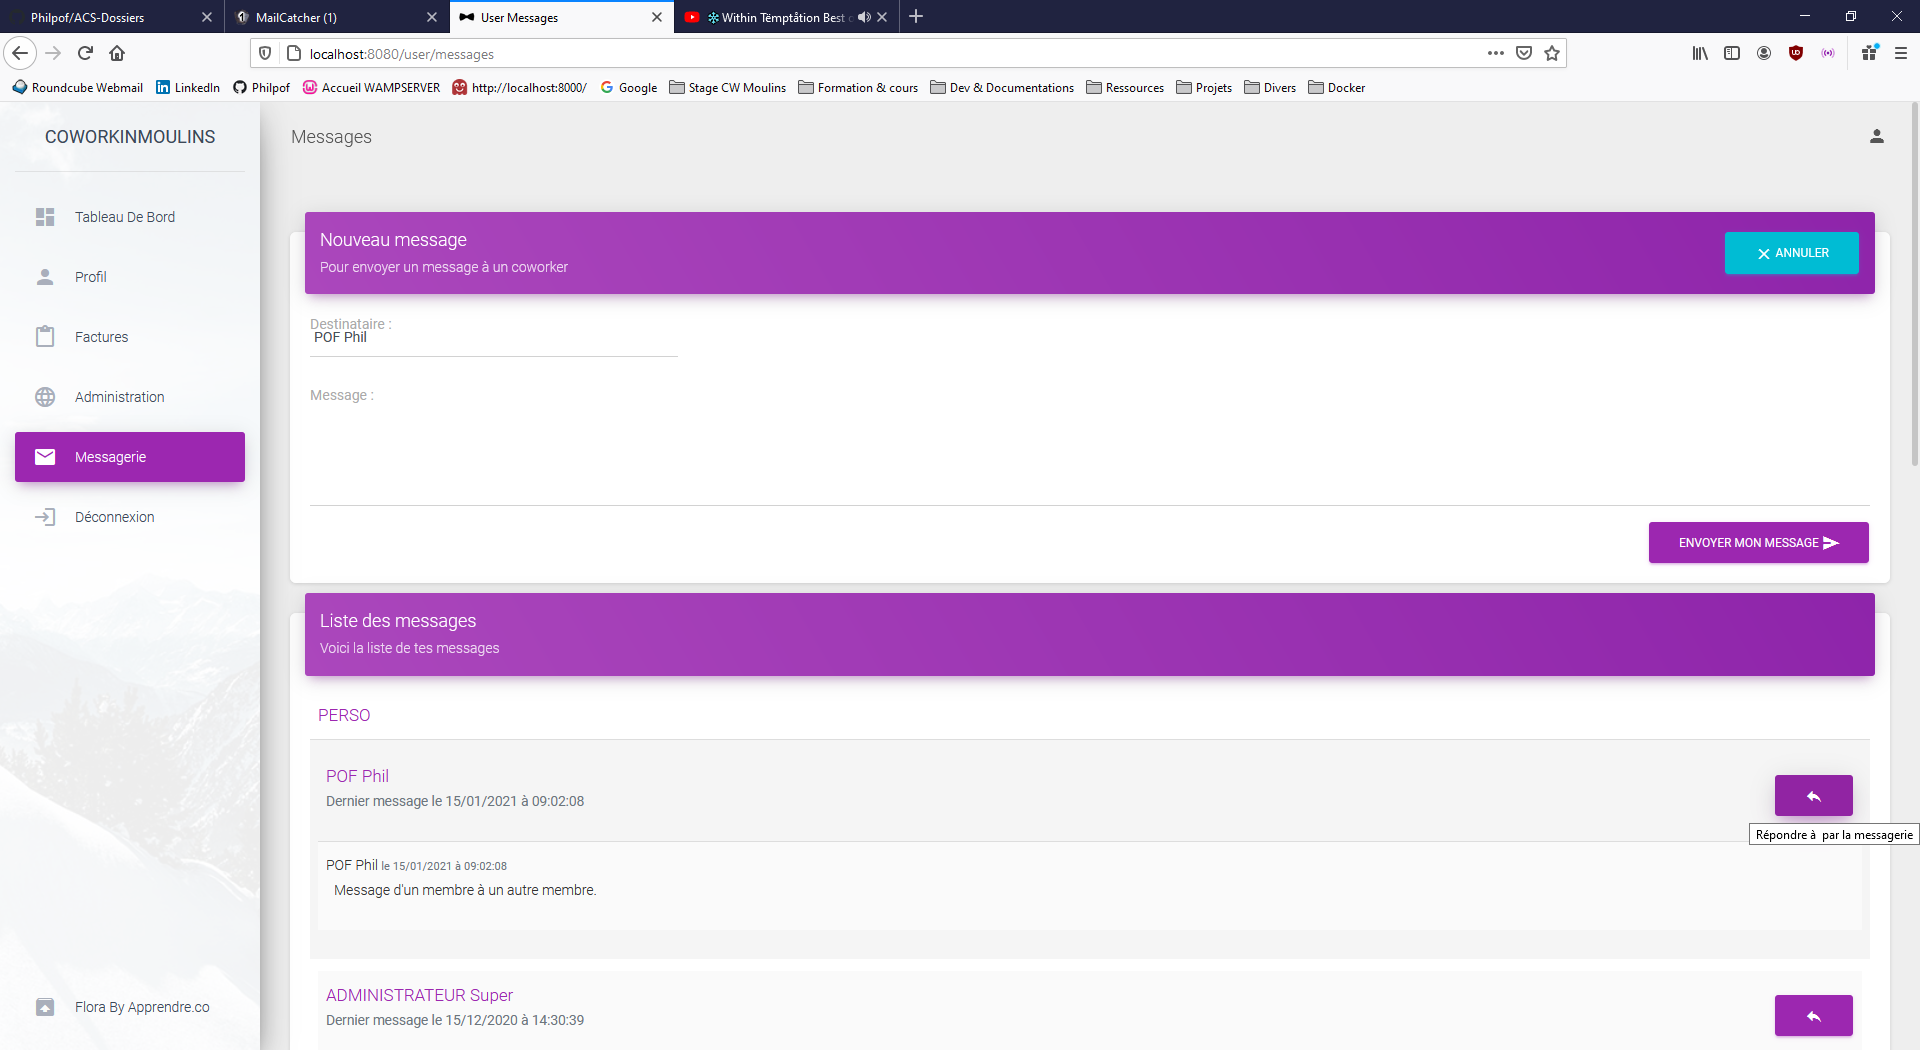 Philpof/ACS-Dossiers
MailCatcher (1)
User Messages
Within Tëmptåtion Best o
localhost:8080/user/messages
Roundcube Webmail
LinkedIn
Philpof
Accueil WAMPSERVER
http://localhost:8000/
Google
Stage CW Moulins
Formation & cours
Dev & Documentations
Ressources
Projets
Divers
Docker
COWORKINMOULINS
Tableau De Bord
Profil
Factures
Administration
Messagerie
Déconnexion
Flora By Apprendre.co
Messages
Nouveau message
Pour envoyer un message à un coworker
ANNULER
Destinataire :
POF Phil
Message :
ENVOYER MON MESSAGE
Liste des messages
Voici la liste de tes messages
PERSO
POF Phil
Dernier message le 15/01/2021 à 09:02:08
Répondre à  par la messagerie
POF Phil le 15/01/2021 à 09:02:08
Message d'un membre à un autre membre.
ADMINISTRATEUR Super
Dernier message le 15/12/2020 à 14:30:39